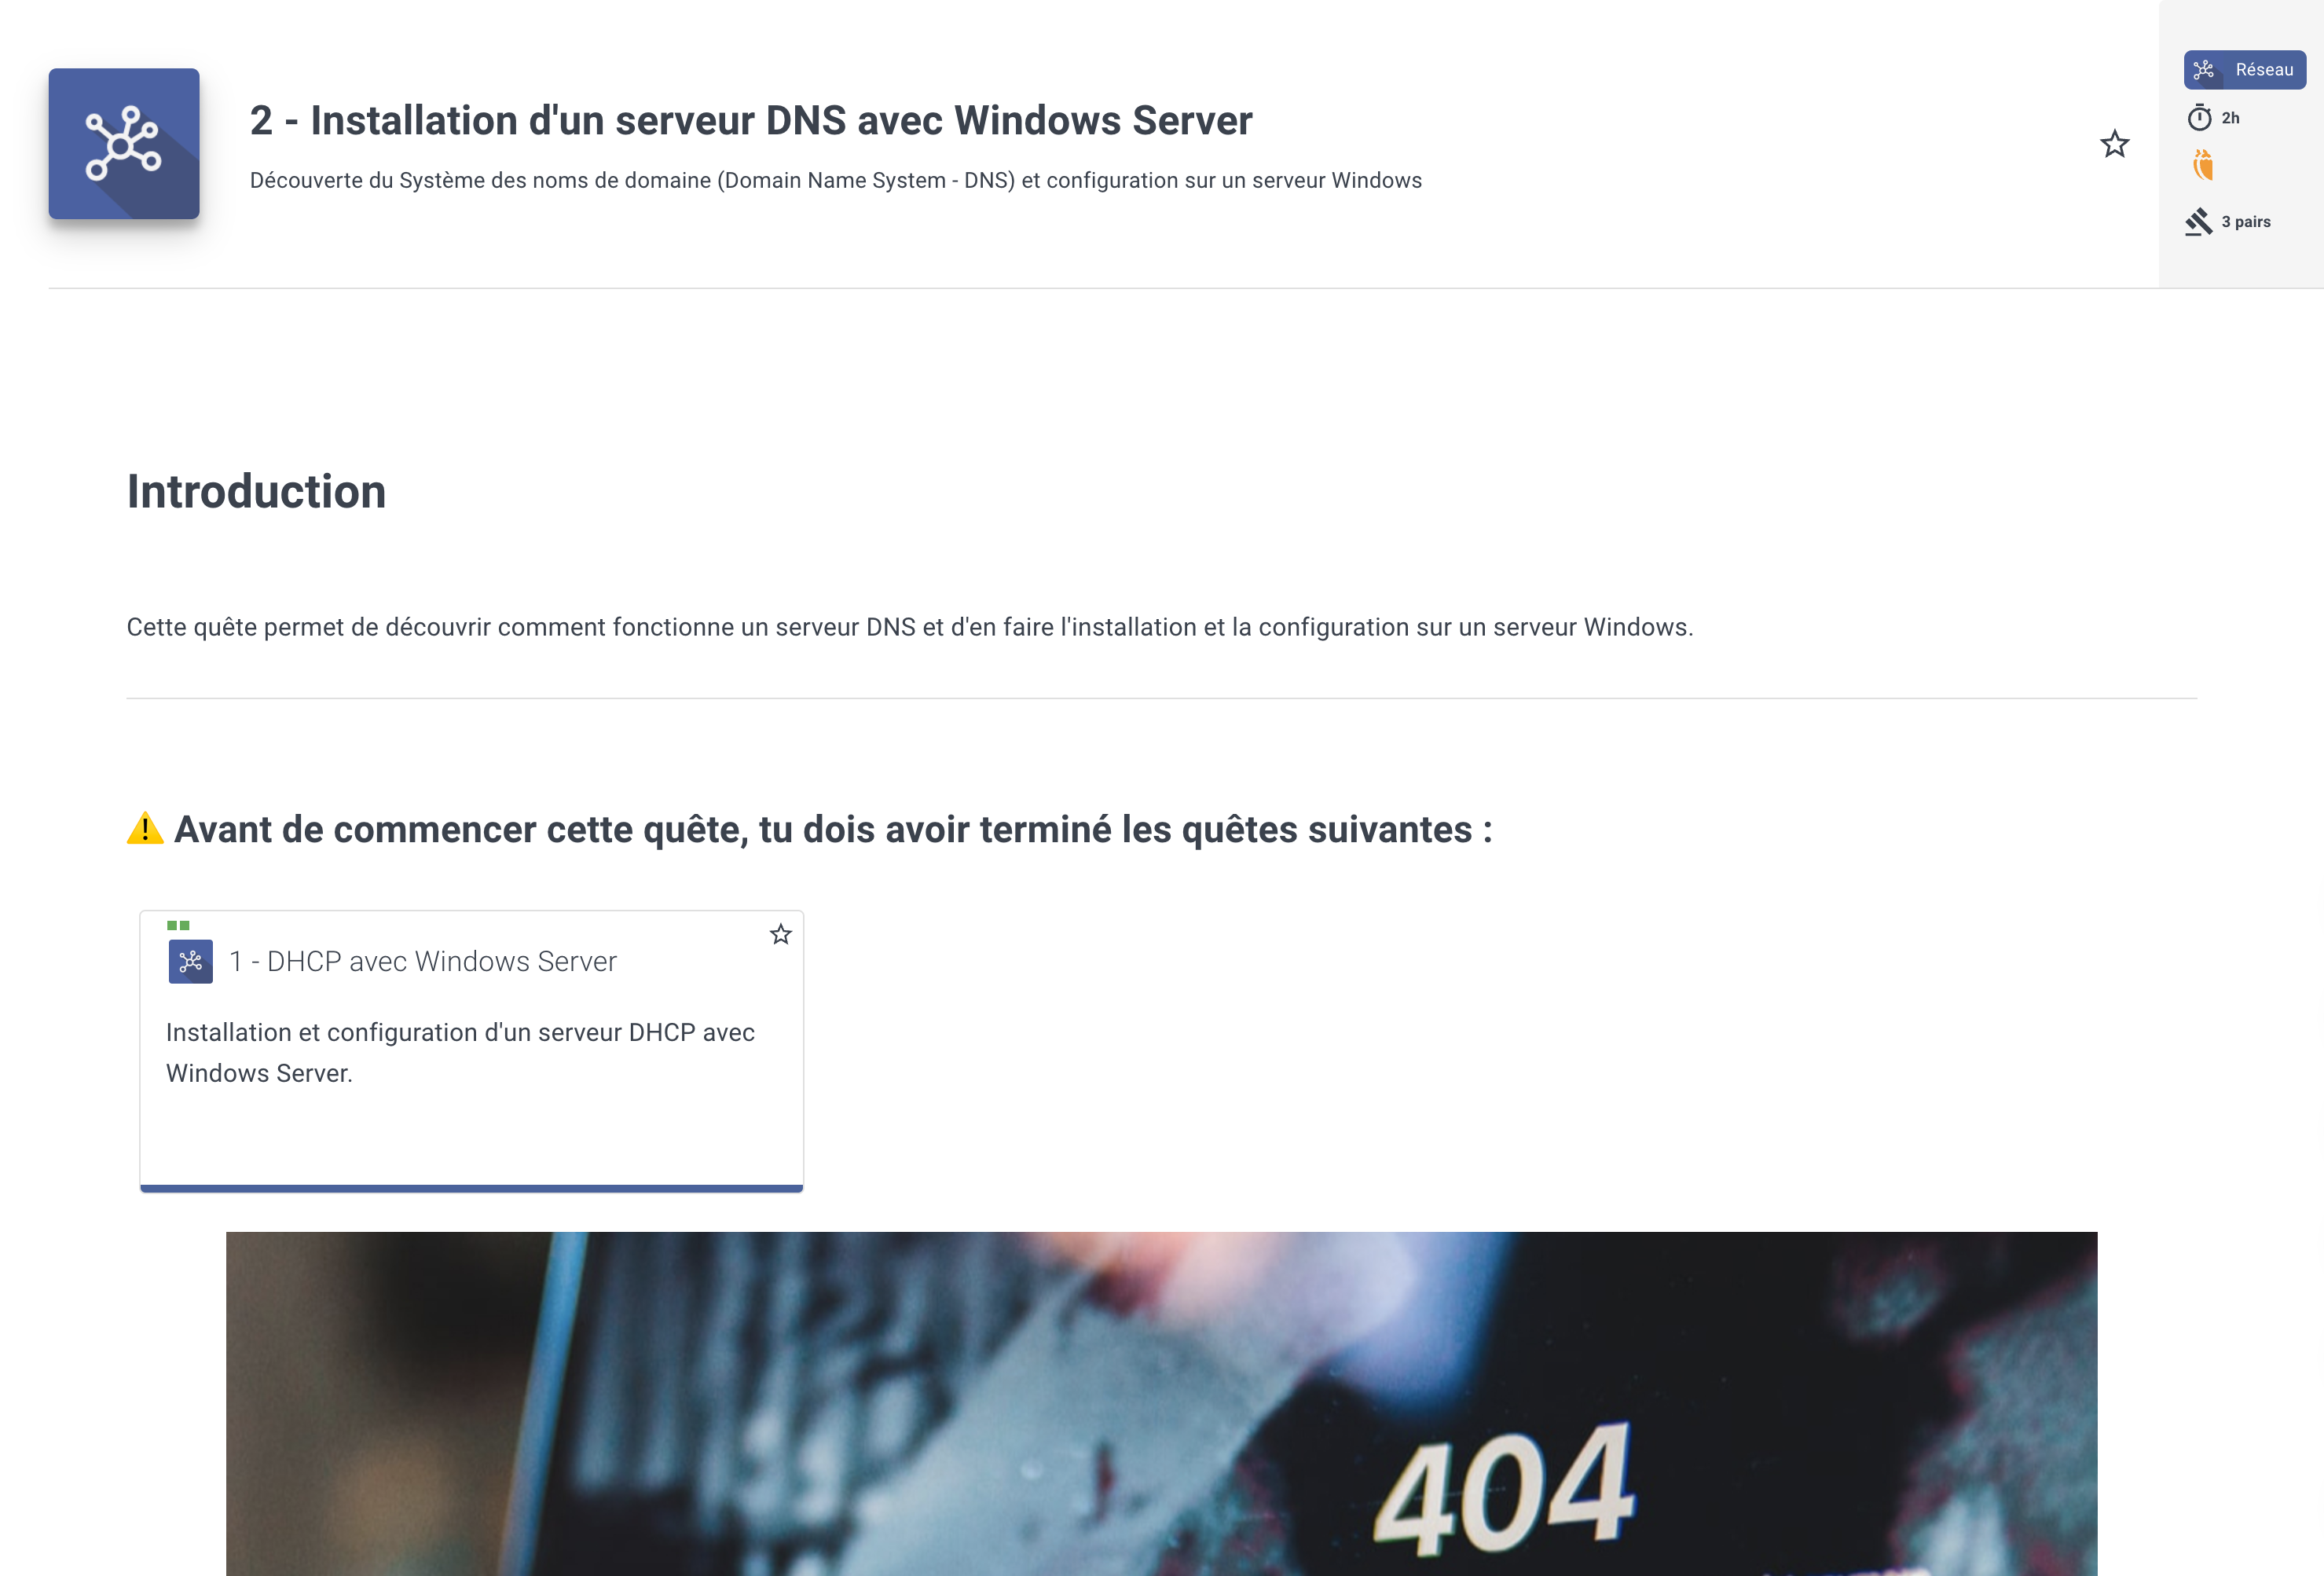 2 - Installation d'un serveur DNS avec Windows Server
Découverte du Système des noms de domaine (Domain Name System - DNS) et configuration sur un serveur Windows
Réseau
2h
3 pairs
Introduction
Cette quête permet de découvrir comment fonctionne un serveur DNS et d'en faire l'installation et la configuration sur un serveur Windows.
Avant de commencer cette quête, tu dois avoir terminé les quêtes suivantes :
1 - DHCP avec Windows Server
Installation et configuration d'un serveur DHCP avec
Windows Server.
404